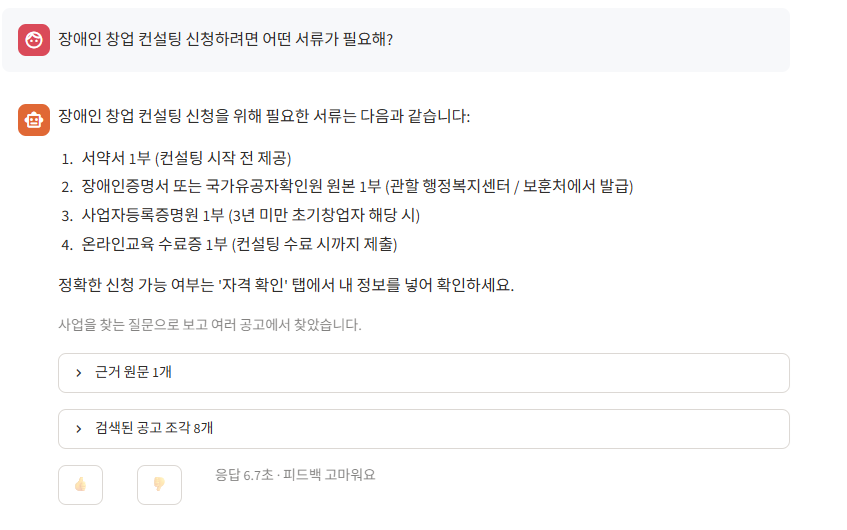 장애인 창업 컨설팅 신청하려면 어떤 서류가 필요해?
장애인 창업 컨설팅 신청을 위해 필요한 서류는 다음과 같습니다:
1. 서약서 1부 (컨설팅 시작 전 제공)
2. 장애인증명서 또는 국가유공자확인원 원본 1부 (관할 행정복지센터 / 보훈처에서 발급)
3. 사업자등록증명원 1부 (3년 미만 초기창업자 해당 시)
4. 온라인교육 수료증 1부 (컨설팅 수료 시까지 제출)
정확한 신청 가능 여부는 '자격 확인' 탭에서 내 정보를 넣어 확인하세요.
사업을 찾는 질문으로 보고 여러 공고에서 찾았습니다.
근거 원문 1개
검색된 공고 조각 8개
응답 6.7초 · 피드백 고마워요